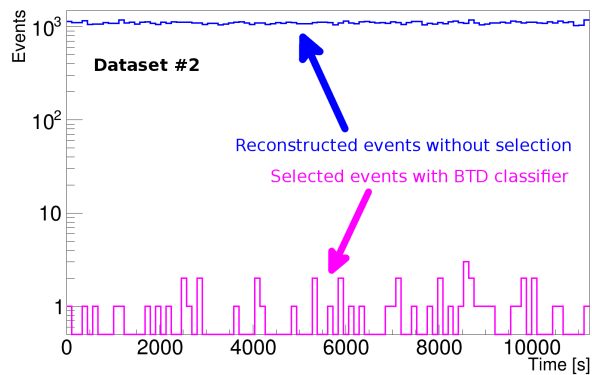 Events
10³
Dataset #2
10²
Reconstructed events without selection
Selected events with BTD classifier
10
1
0 2000 4000 6000 8000 10000
Time [s]